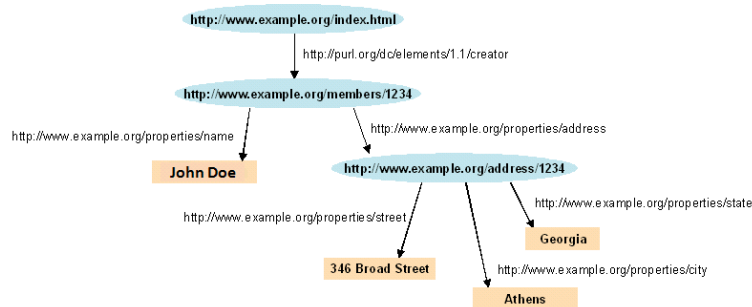 http://www.example.org/index.html
http://purl.org/dc/elements/1.1/creator
http://www.example.org/members/1234
http://www.example.org/properties/name
http://www.example.org/properties/address
John Doe
http://www.example.org/address/1234
http://www.example.org/properties/street
http://www.example.org/properties/state
Georgia
346 Broad Street
http://www.example.org/properties/city
Athens